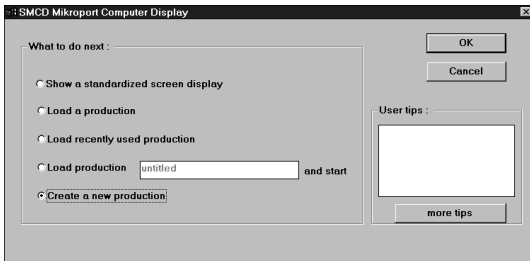 SMCD Mikroport Computer Display
What to do next :
Show a standardized screen display
Load a production
Load recently used production
Load production untitled and start
Create a new production
OK
Cancel
User tips :
more tips